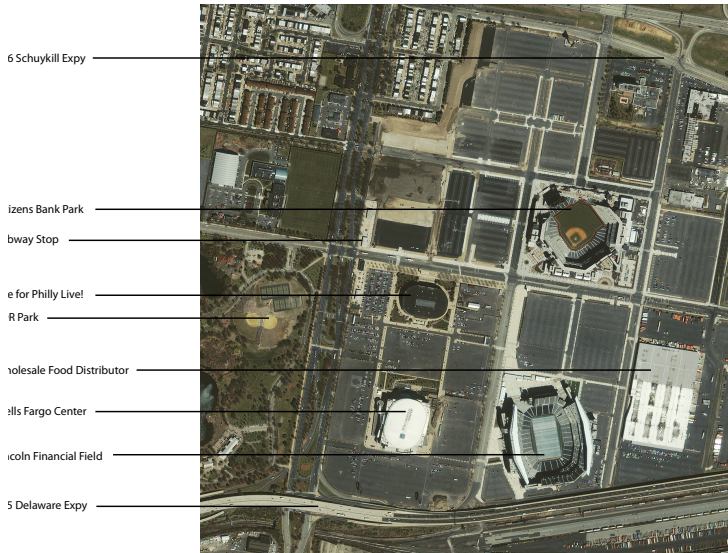 6 Schuykill Expy
izens Bank Park
bway Stop
e for Philly Live!
R Park
holesale Food Distributor
ells Fargo Center
coln Financial Field
5 Delaware Expy